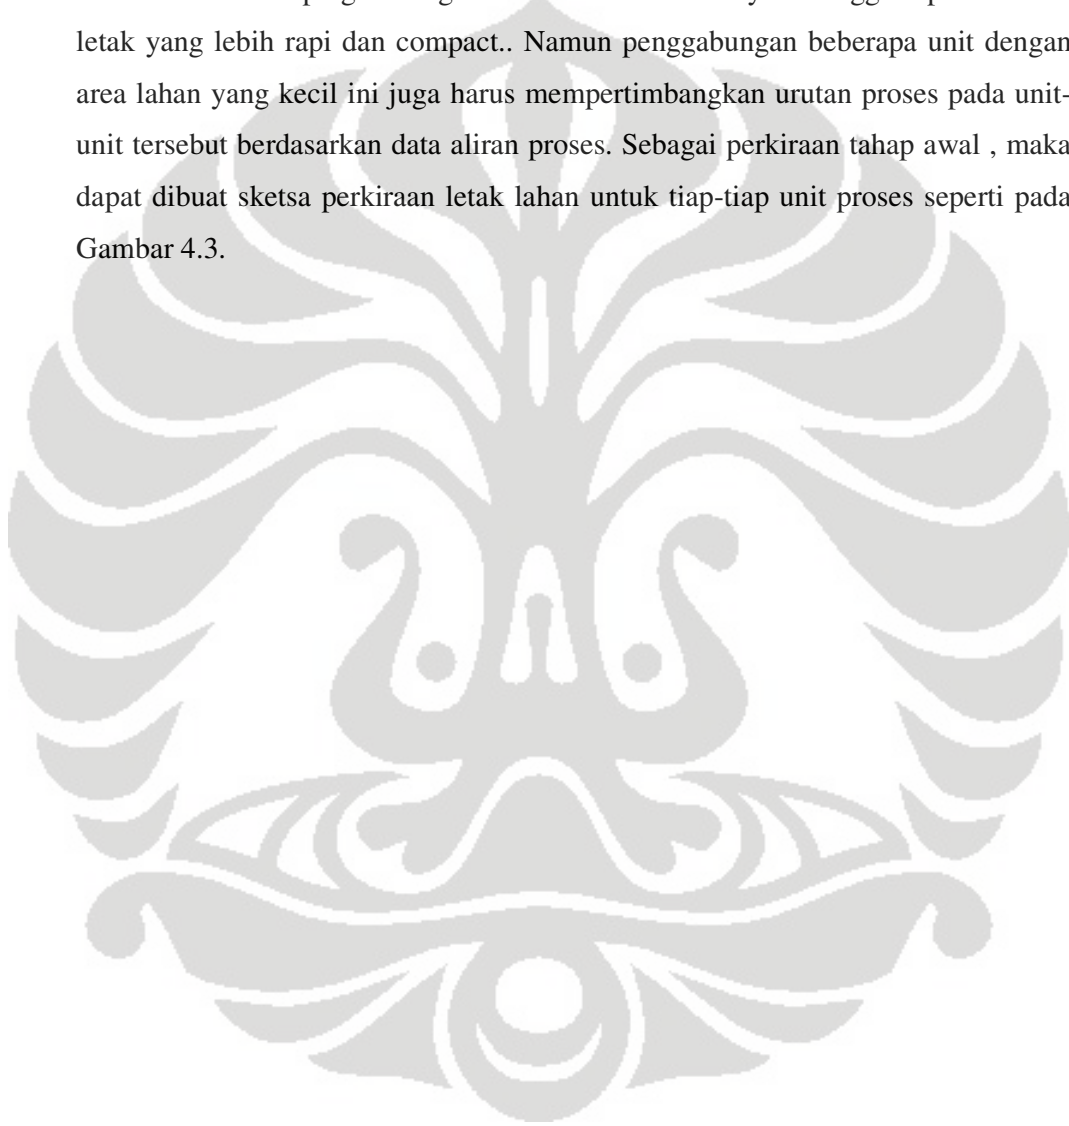 letak yang lebih rapi dan compact.. Namun penggabungan beberapa unit dengan
area lahan yang kecil ini juga harus mempertimbangkan urutan proses pada unit-
unit tersebut berdasarkan data aliran proses. Sebagai perkiraan tahap awal , maka
dapat dibuat sketsa perkiraan letak lahan untuk tiap-tiap unit proses seperti pada
Gambar 4.3.